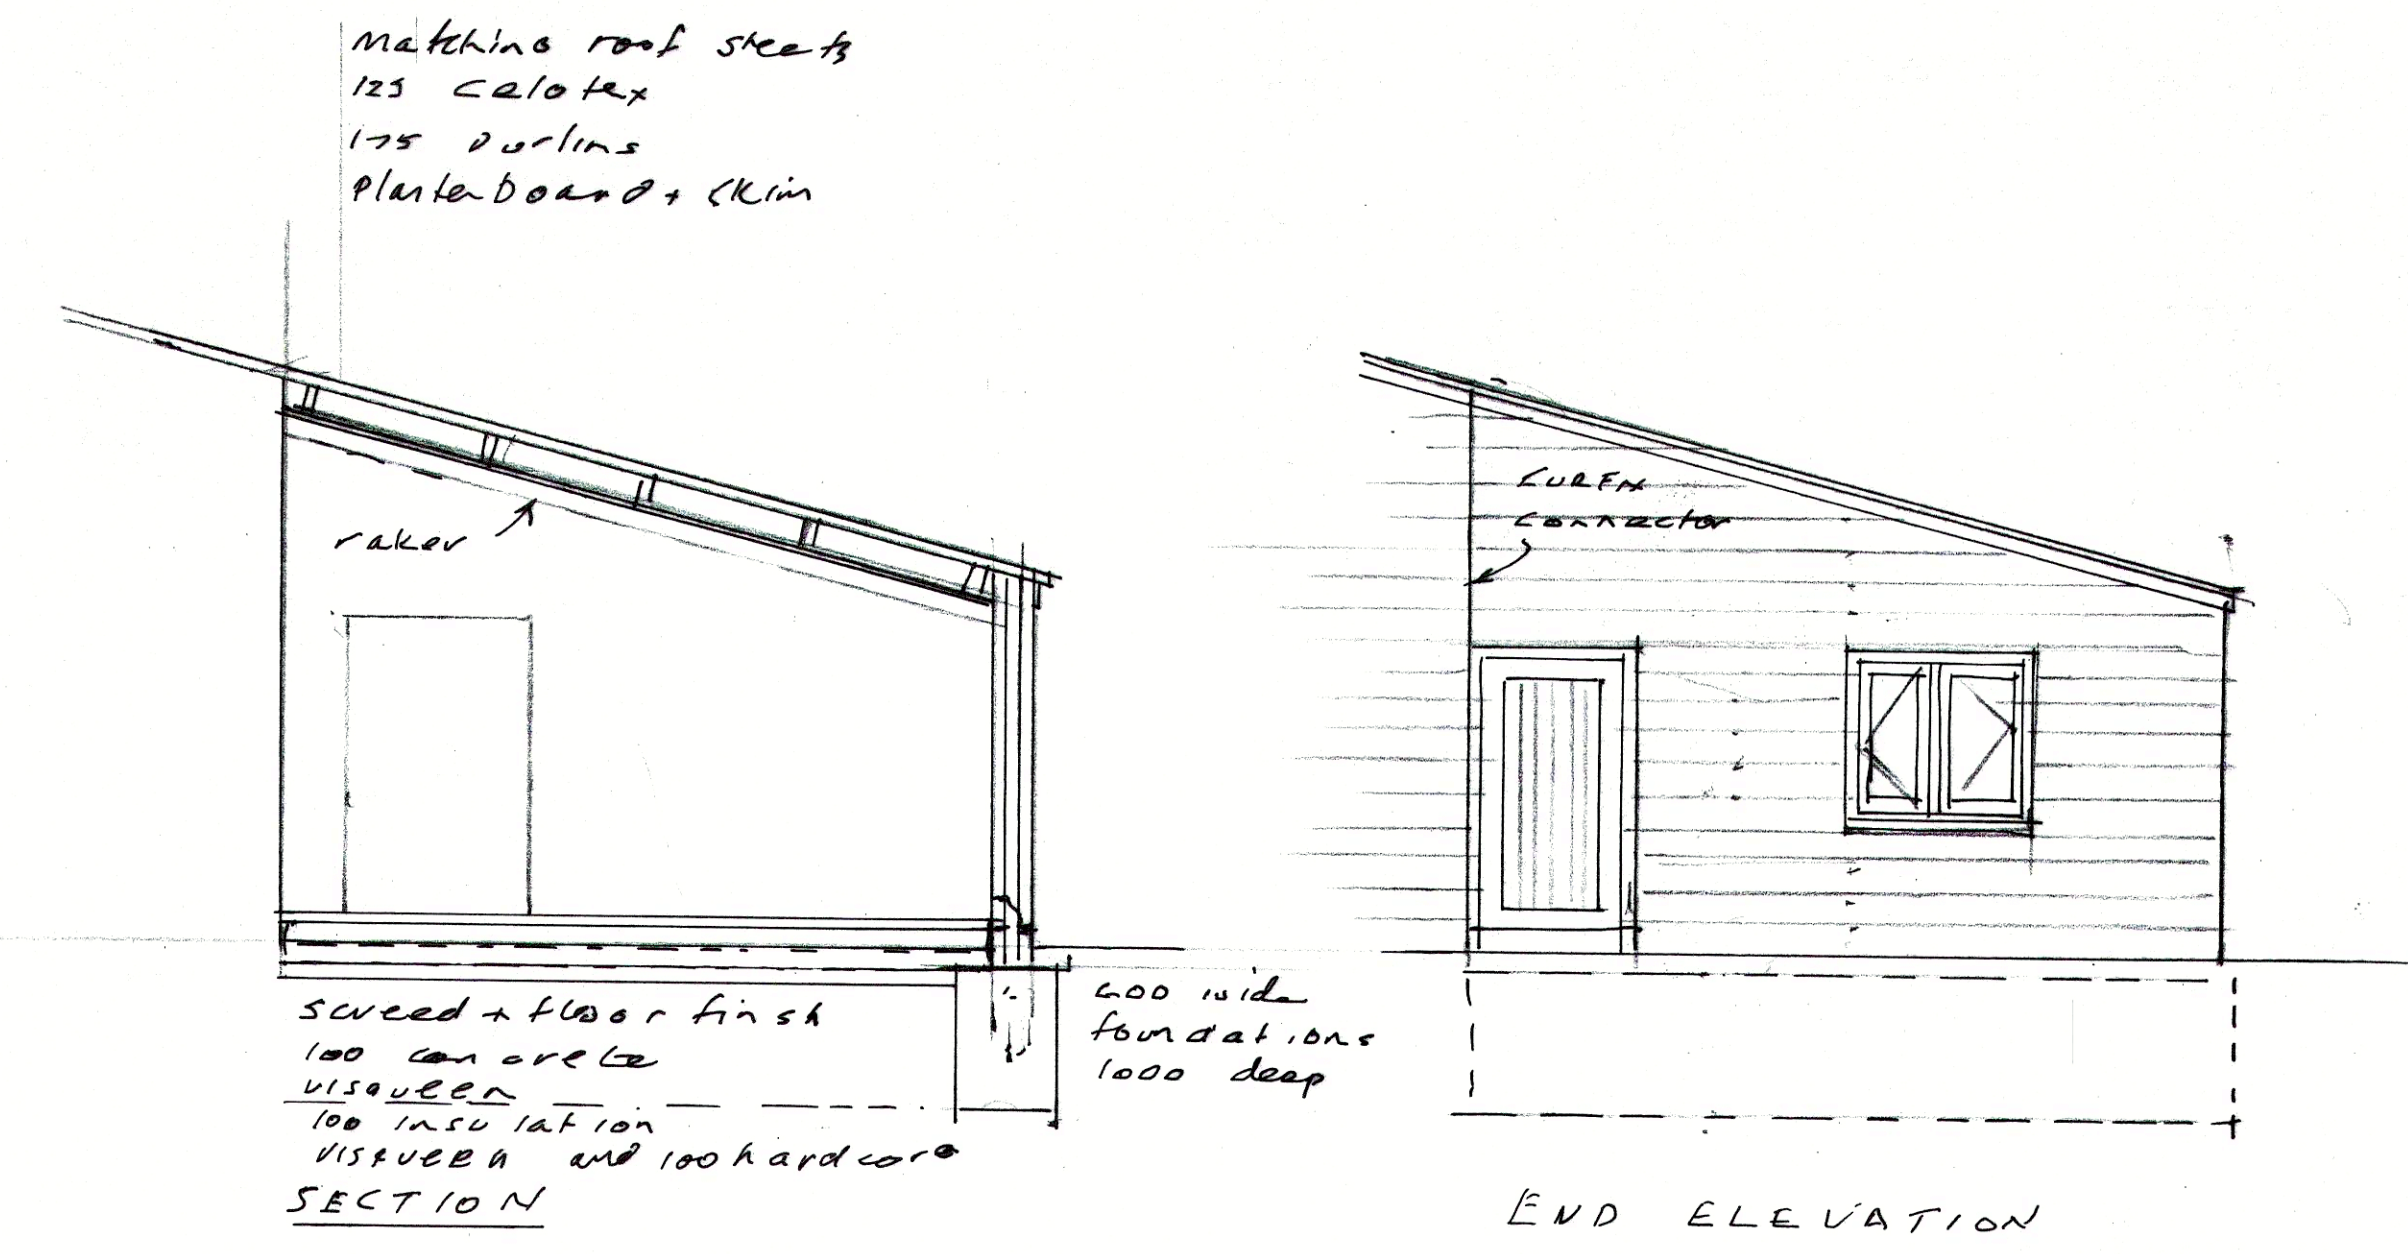 Matching roof sheets
125 Celotex
175 purlins
Plasterboard + skim
raker
CURFIX
connector
screed + floor finish
100 concrete
visqueen
100 insulation
visqueen and 100 hardcore
SECTION
600 wide
foundations
1000 deep
END ELEVATION